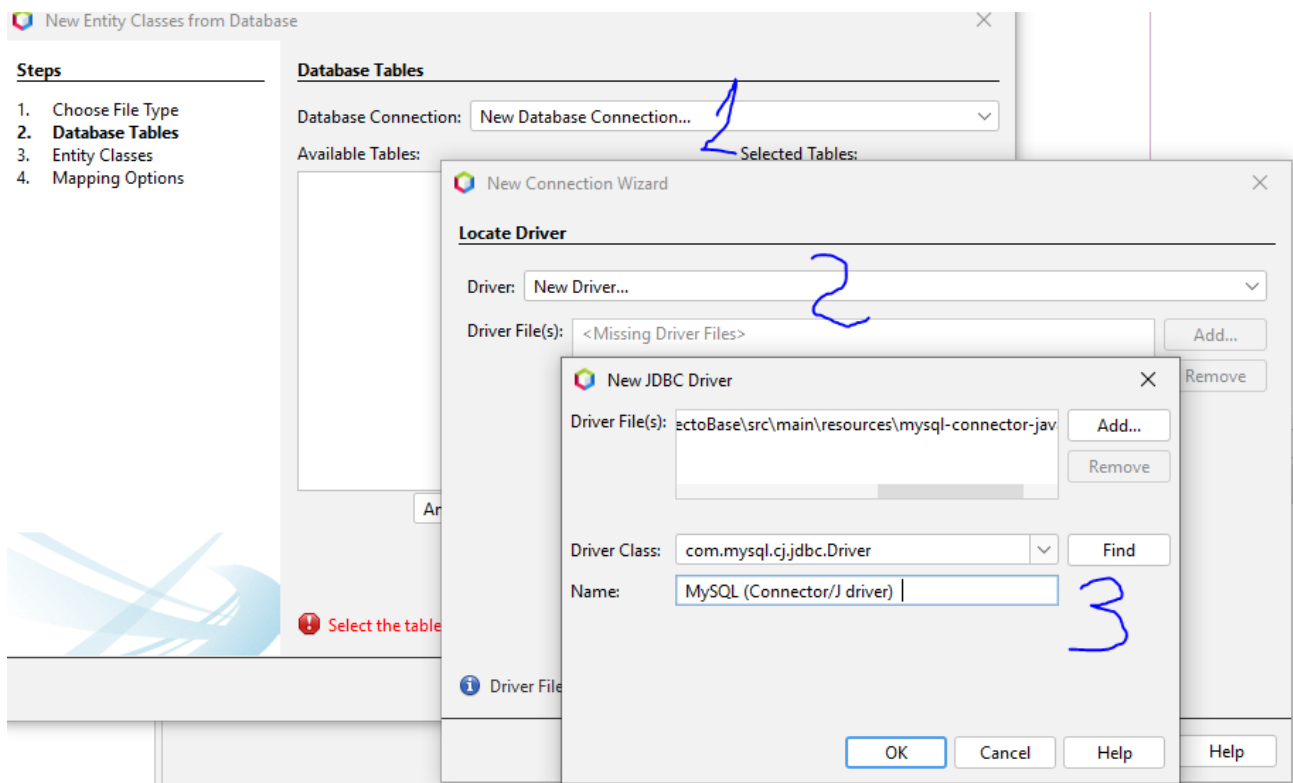 New Entity Classes from Database
Steps
1. Choose File Type
2. Database Tables
3. Entity Classes
4. Mapping Options
Database Tables
Database Connection: New Database Connection...
1
Available Tables:
Selected Tables:
New Connection Wizard
Locate Driver
Driver: New Driver...
2
Driver File(s): <Missing Driver Files>
Add...
Remove
New JDBC Driver
Driver File(s): ectoBase\src\main\resources\mysql-connector-jav
Add...
Remove
Ar
Driver Class: com.mysql.cj.jdbc.Driver
Find
Name: MySQL (Connector/J driver)
3
Select the table
Driver File
OK
Cancel
Help
Help